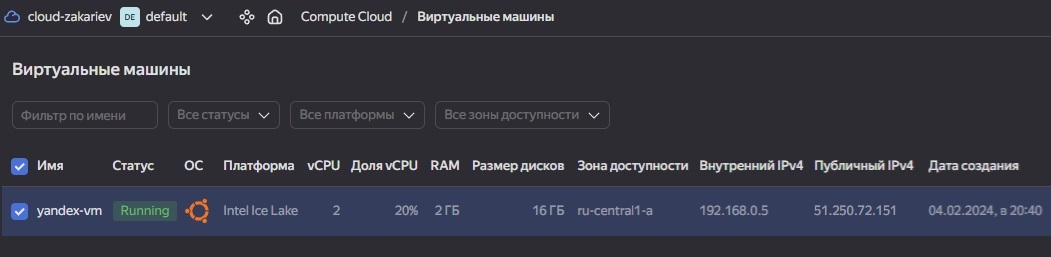 cloud-zakariev DE default Compute Cloud / Виртуальные машины
Виртуальные машины
Фильтр по имени Все статусы Все платформы Все зоны доступности
Имя Статус ОС Платформа vCPU Доля vCPU RAM Размер дисков Зона доступности Внутренний IPv4 Публичный IPv4 Дата создания
yandex-vm Running Intel Ice Lake 2 20% 2 ГБ 16 ГБ ru-central1-a 192.168.0.5 51.250.72.151 04.02.2024, в 20:40